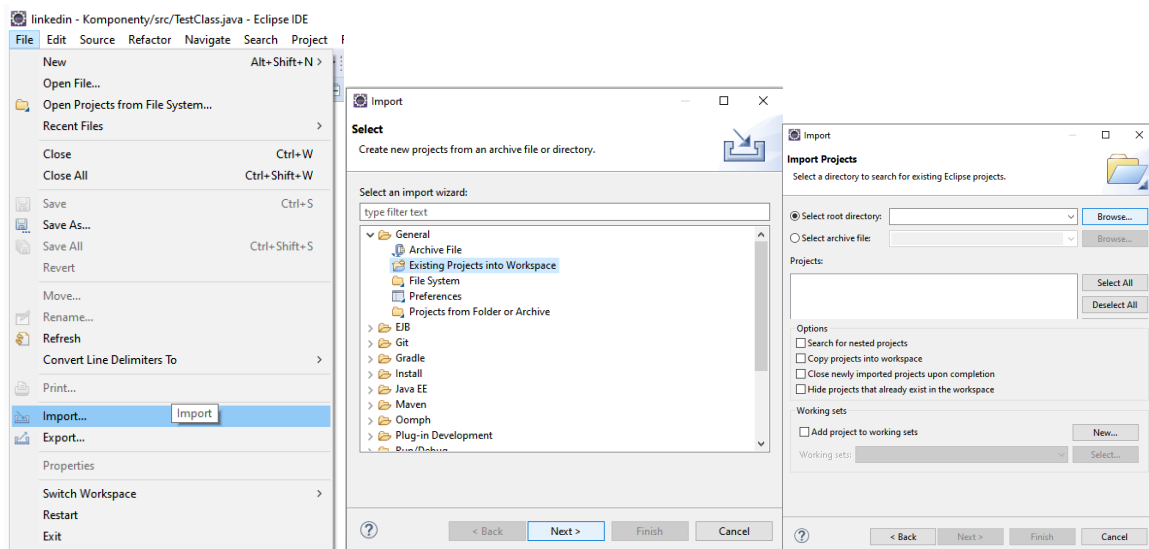 linkedin - Komponenty/src/TestClass.java - Eclipse IDE
File Edit Source Refactor Navigate Search Project
New Alt+Shift+N >
Open File...
Open Projects from File System...
Recent Files >
Close Ctrl+W
Close All Ctrl+Shift+W
Save Ctrl+S
Save As...
Save All Ctrl+Shift+S
Revert
Move...
Rename...
Refresh
Convert Line Delimiters To >
Print...
Import... Import
Export...
Properties
Switch Workspace >
Restart
Exit
Import
Select
Create new projects from an archive file or directory.
Select an import wizard:
type filter text
General
Archive File
Existing Projects into Workspace
File System
Preferences
Projects from Folder or Archive
EJB
Git
Gradle
Install
Java EE
Maven
Oomph
Plug-in Development
Run/Debug
? < Back Next > Finish Cancel
Import
Import Projects
Select a directory to search for existing Eclipse projects.
Select root directory: Browse...
Select archive file: Browse...
Projects:
Select All
Deselect All
Options
Search for nested projects
Copy projects into workspace
Close newly imported projects upon completion
Hide projects that already exist in the workspace
Working sets
Add project to working sets New...
Working sets: Select...
? < Back Next > Finish Cancel